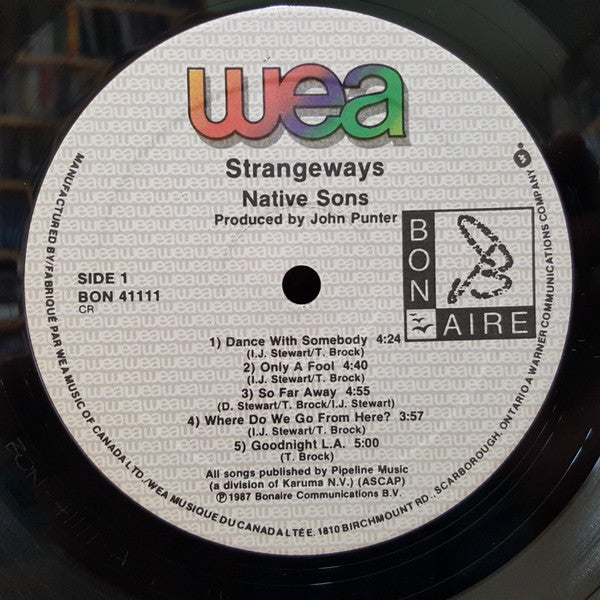 wea
Strangeways
Native Sons
Produced by John Punter
BON
AIRE
SIDE 1
BON 41111
CR
1) Dance With Somebody 4:24
(I.J. Stewart/T. Brock)
2) Only A Fool 4:40
(I.J. Stewart/T. Brock)
3) So Far Away 4:55
(D. Stewart/T. Brock/I.J. Stewart)
4) Where Do We Go From Here? 3:57
(I.J. Stewart/T. Brock)
5) Goodnight L.A. 5:00
(T. Brock)
All songs published by Pipeline Music
(a division of Karuma N.V.) (ASCAP)
℗ 1987 Bonaire Communications B.V.
MANUFACTURED BY/FABRIQUÉ PAR WEA MUSIC OF CANADA LTD./WEA MUSIQUE DU CANADA LTÉE. 1810 BIRCHMOUNT RD., SCARBOROUGH, ONTARIO, A WARNER COMMUNICATIONS COMPANY